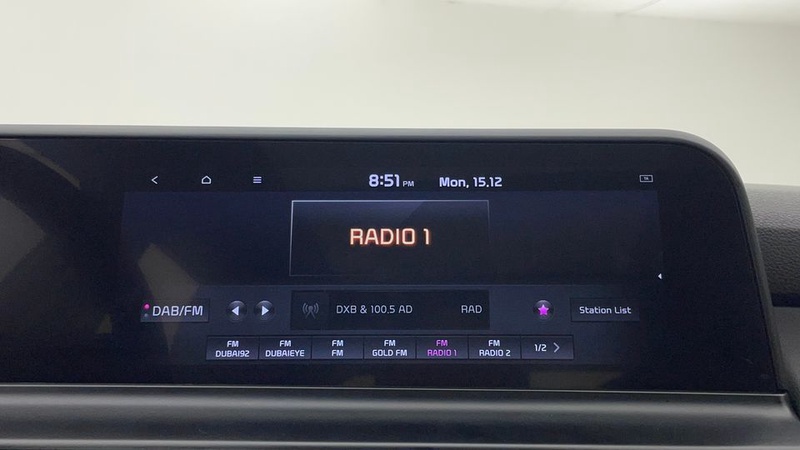 8:51 PM Mon, 15.12
RADIO 1
DAB/FM
DXB & 100.5 AD RAD
Station List
FM DUBAI92
FM DUBAIEYE
FM FM
FM GOLD FM
FM RADIO 1
FM RADIO 2
1/2